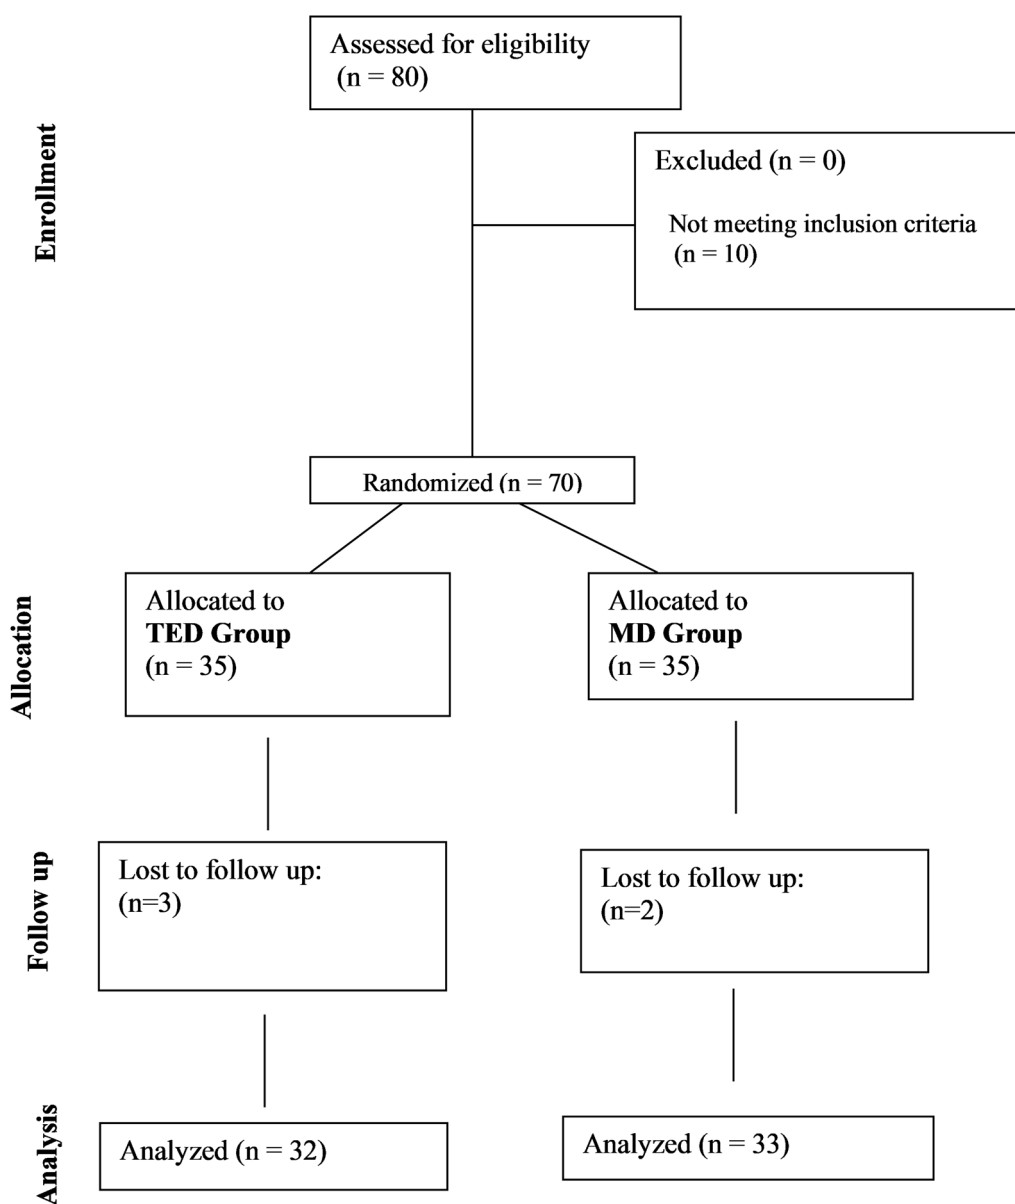 Assessed for eligibility
(n = 80)
Enrollment
Excluded (n = 0)
Not meeting inclusion criteria
(n = 10)
Randomized (n = 70)
Allocation
Allocated to
TED Group
(n = 35)
Allocated to
MD Group
(n = 35)
Follow up
Lost to follow up:
(n=3)
Lost to follow up:
(n=2)
Analysis
Analyzed (n = 32)
Analyzed (n = 33)